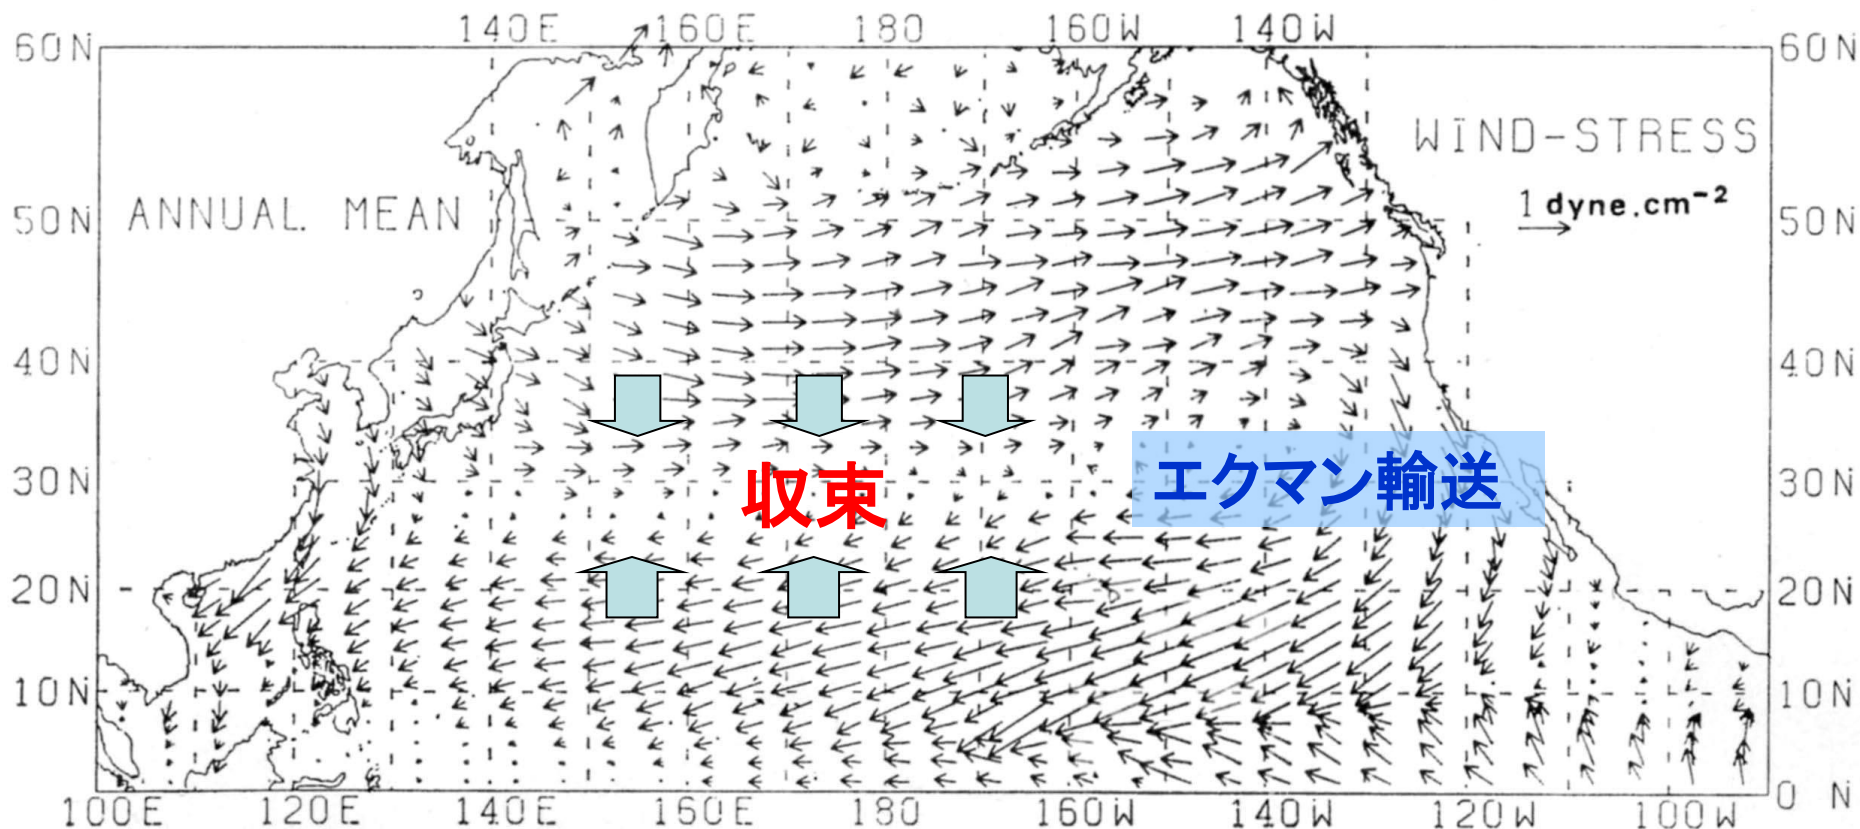 140E 160E 180 160W 140W
60N 60N
WIND-STRESS
1 dyne.cm⁻²
50N ANNUAL MEAN 50N
40N 40N
30N 収束 エクマン輸送 30N
20N 20N
10N 10N
0 N
100E 120E 140E 160E 180 160W 140W 120W 100W